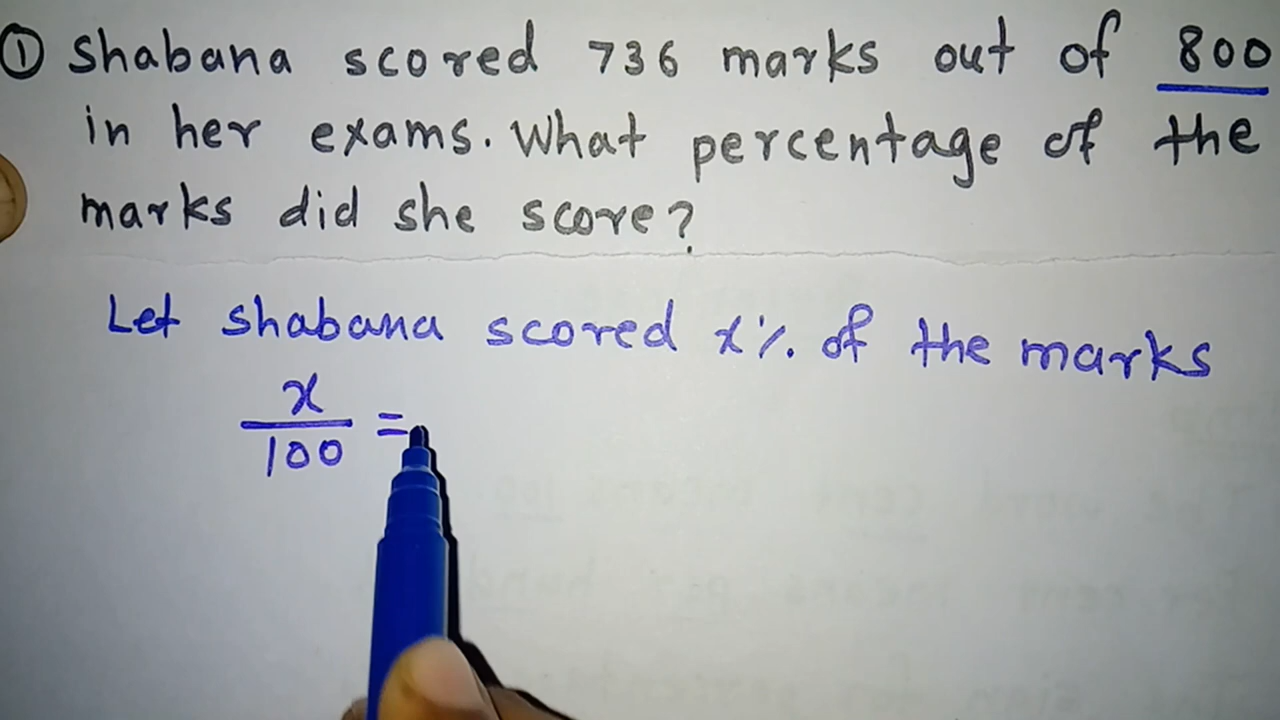 ① Shabana scored 736 marks out of 800
in her exams. What percentage of the
marks did she score?
Let shabana scored x% of the marks
x
100 =